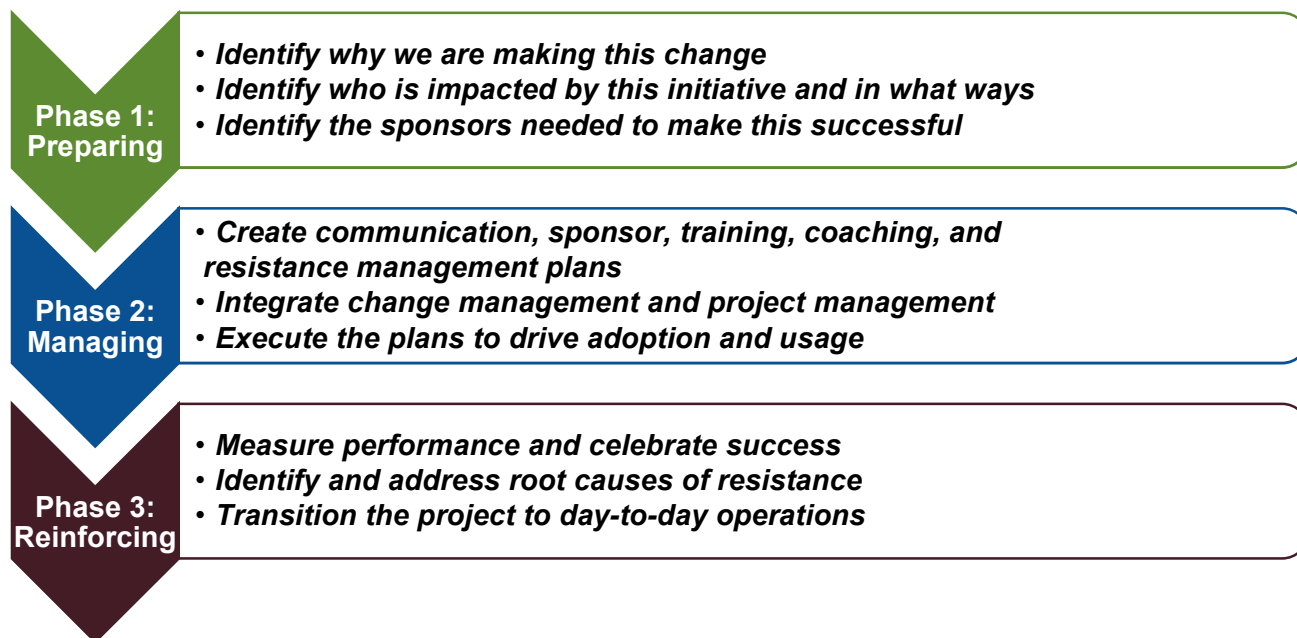 Phase 1:
Preparing
• Identify why we are making this change
• Identify who is impacted by this initiative and in what ways
• Identify the sponsors needed to make this successful
Phase 2:
Managing
• Create communication, sponsor, training, coaching, and
resistance management plans
• Integrate change management and project management
• Execute the plans to drive adoption and usage
Phase 3:
Reinforcing
• Measure performance and celebrate success
• Identify and address root causes of resistance
• Transition the project to day-to-day operations